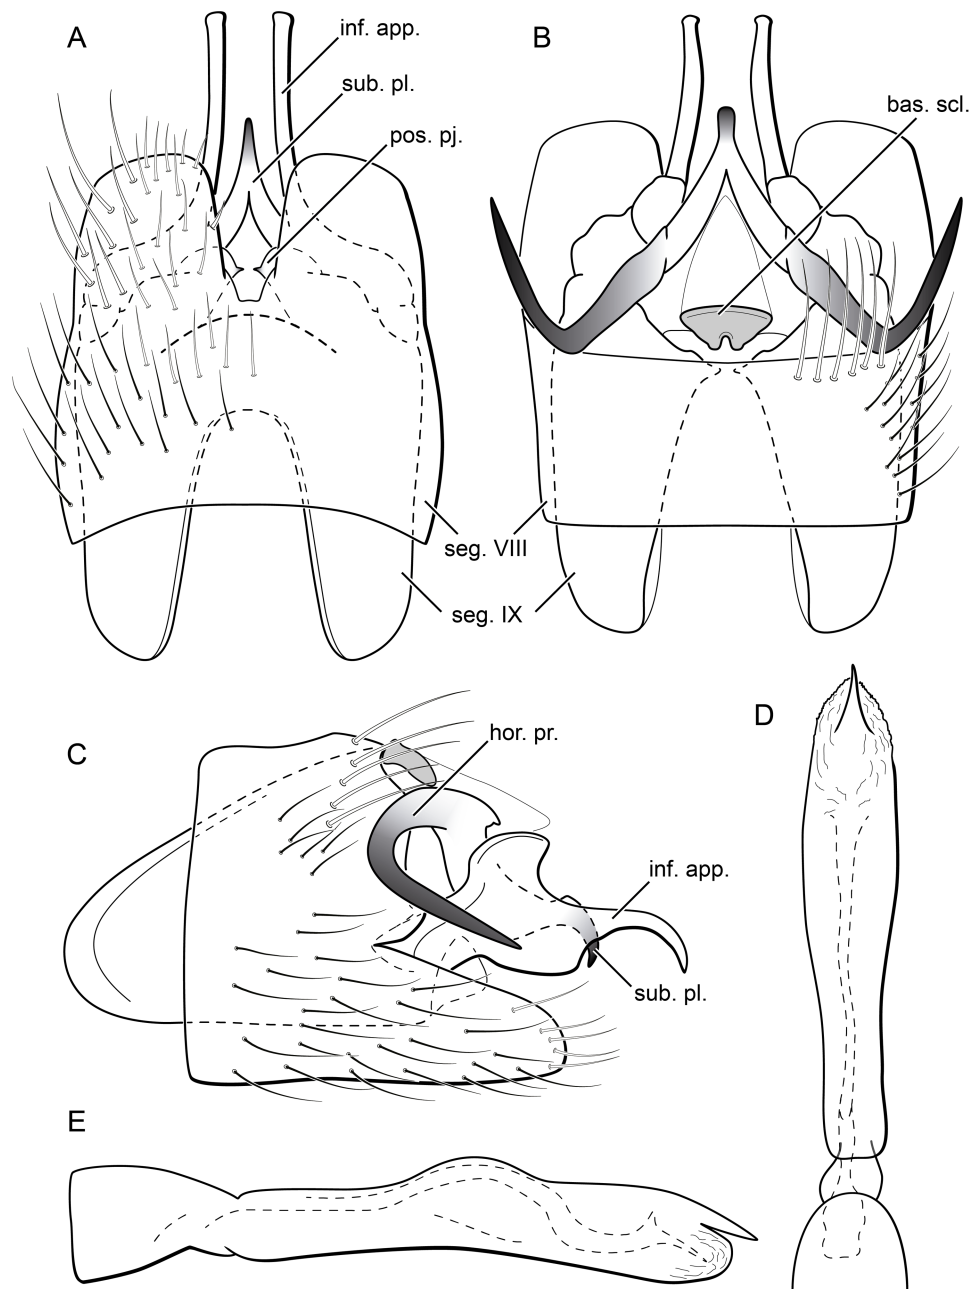 A
inf. app.
sub. pl.
pos. pj.
B
bas. scl.
seg. VIII
seg. IX
C
hor. pr.
inf. app.
sub. pl.
D
E